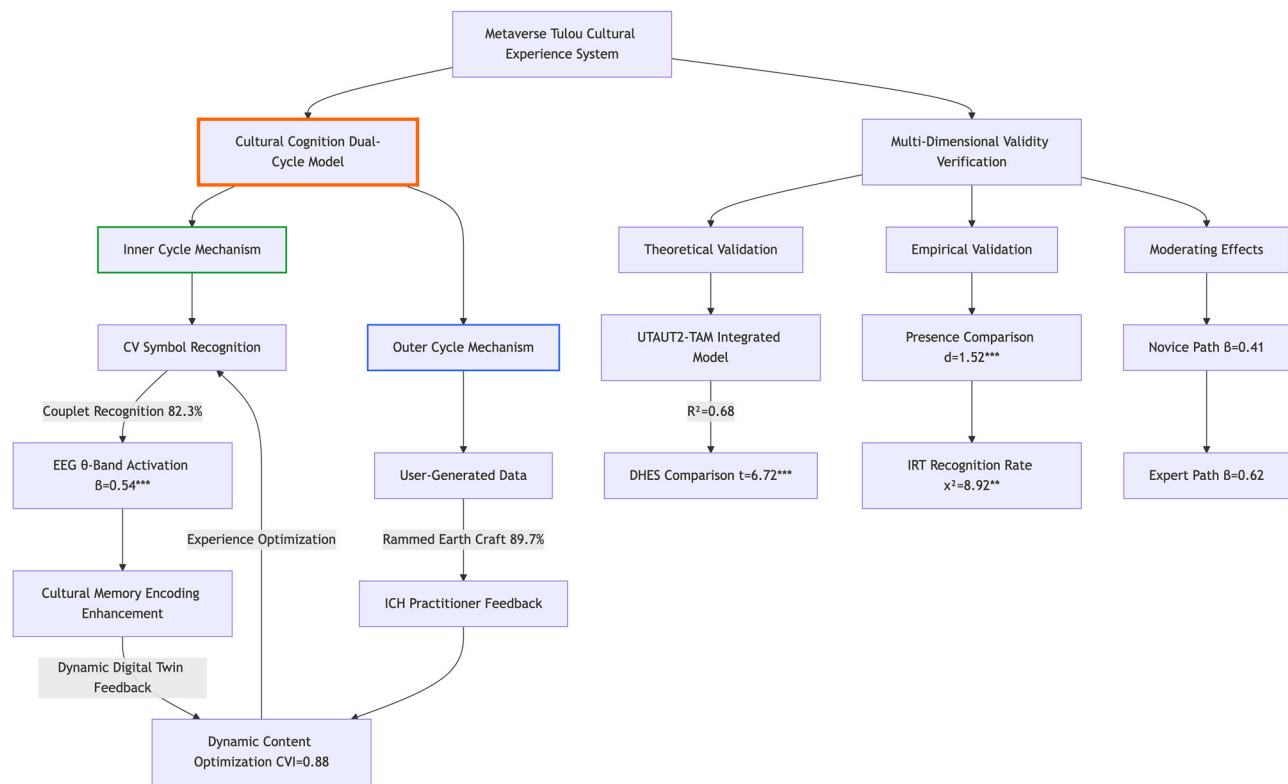 Metaverse Tulou Cultural
Experience System
Cultural Cognition Dual-
Cycle Model
Multi-Dimensional Validity
Verification
Inner Cycle Mechanism
Theoretical Validation
Empirical Validation
Moderating Effects
CV Symbol Recognition
Outer Cycle Mechanism
UTAUT2-TAM Integrated
Model
Presence Comparison
d=1.52***
Novice Path β=0.41
Couplet Recognition 82.3%
R²=0.68
EEG θ-Band Activation
β=0.54***
User-Generated Data
DHES Comparison t=6.72***
IRT Recognition Rate
x²=8.92**
Expert Path β=0.62
Experience Optimization
Rammed Earth Craft 89.7%
Cultural Memory Encoding
Enhancement
ICH Practitioner Feedback
Dynamic Digital Twin
Feedback
Dynamic Content
Optimization CVI=0.88